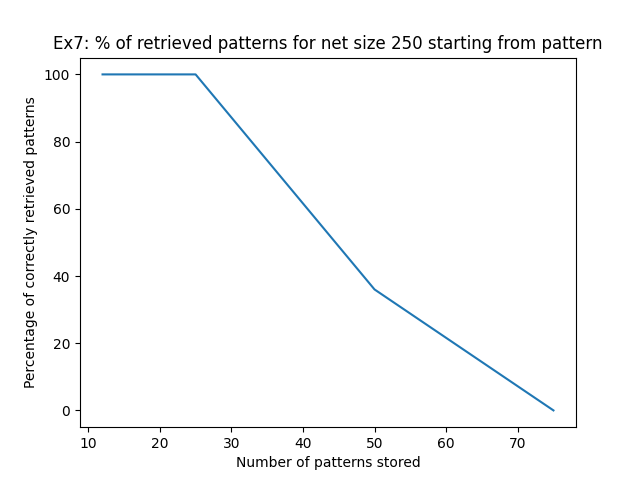 Ex7: % of retrieved patterns for net size 250 starting from pattern
100
80
60
40
20
0
Percentage of correctly retrieved patterns
10 20 30 40 50 60 70
Number of patterns stored